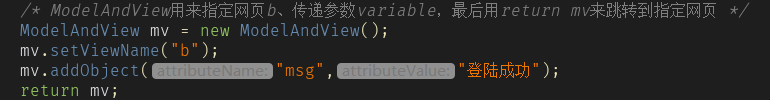 /* ModelAndView用来指定网页b、传递参数variable，最后用return mv来跳转到指定网页 */
ModelAndView mv = new ModelAndView();
mv.setViewName("b");
mv.addObject( attributeName: "msg", attributeValue: "登陆成功");
return mv;